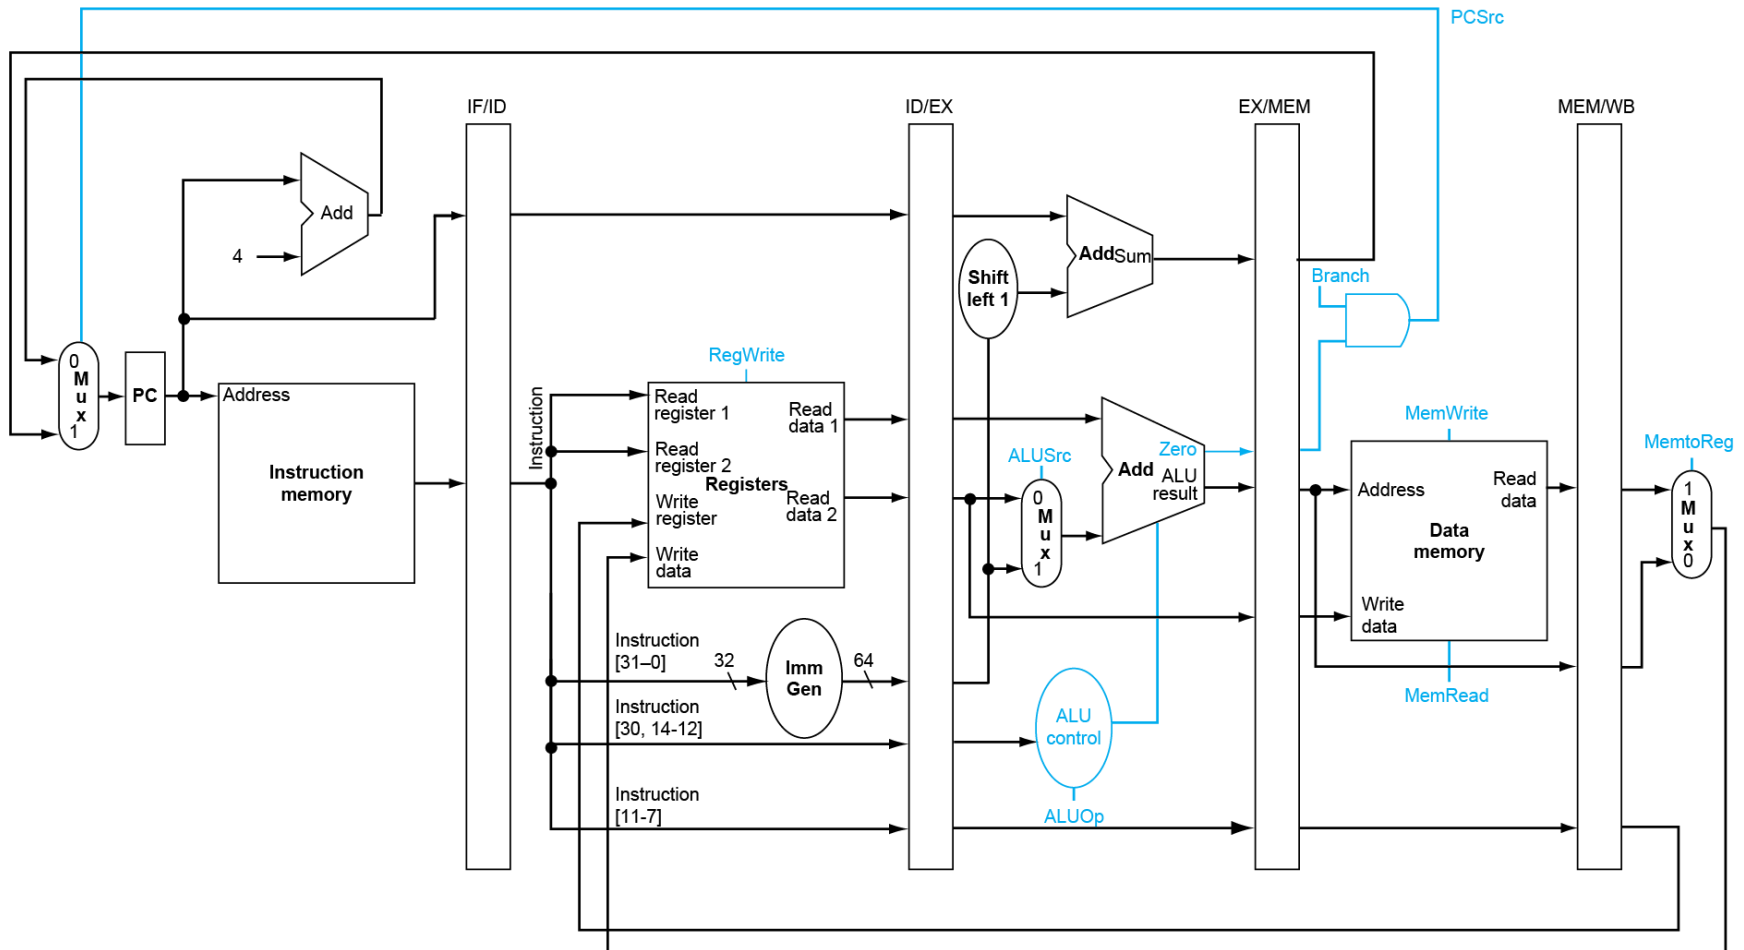 PCSrc
IF/ID
ID/EX
EX/MEM
MEM/WB
Add
4
Shift
left 1
AddSum
Branch
0
M
u
x
1
PC
Address
Instruction
memory
Instruction
RegWrite
Read
register 1
Read
register 2
Write
register
Write
data
Registers
Read
data 1
Read
data 2
ALUSrc
0
M
u
x
1
Add
Zero
ALU
result
MemWrite
Address
Read
data
Data
memory
Write
data
MemRead
MemtoReg
1
M
u
x
0
Instruction
[31–0]
32
Imm
Gen
64
Instruction
[30, 14-12]
ALU
control
Instruction
[11-7]
ALUOp